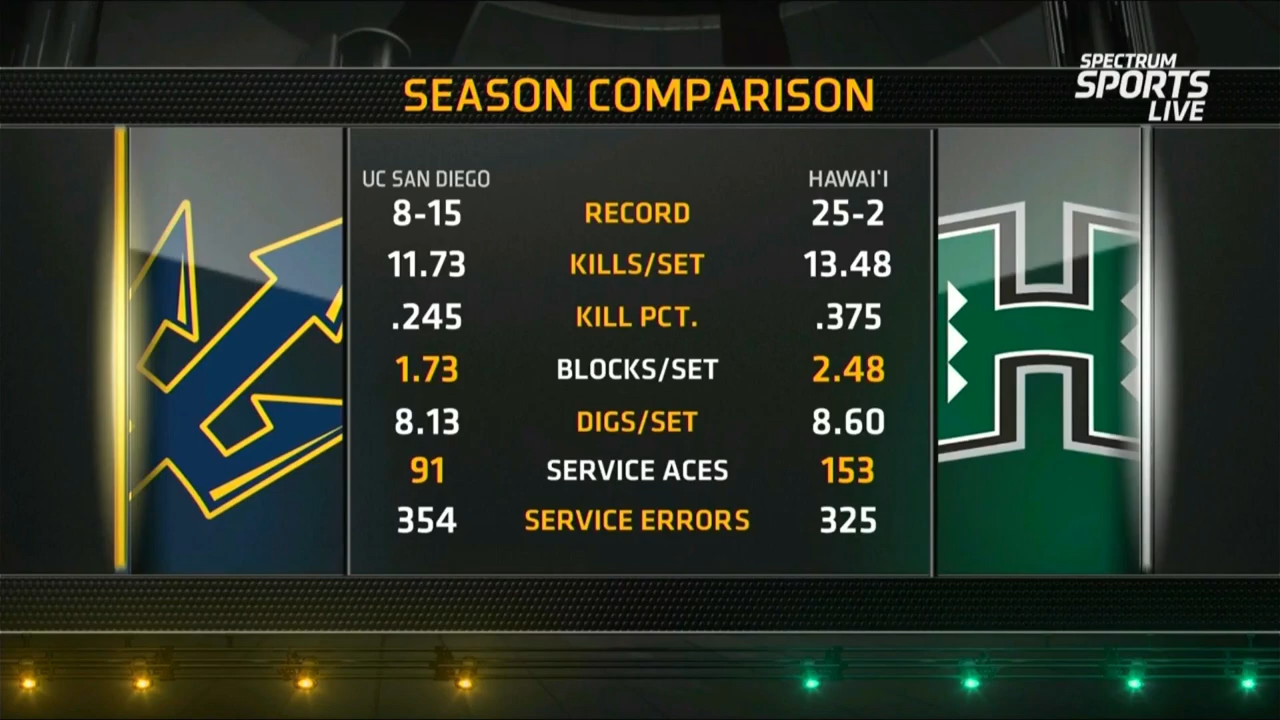 SEASON COMPARISON
SPECTRUM
SPORTS
LIVE
UC SAN DIEGO HAWAI'I
8-15 RECORD 25-2
11.73 KILLS/SET 13.48
.245 KILL PCT. .375
1.73 BLOCKS/SET 2.48
8.13 DIGS/SET 8.60
91 SERVICE ACES 153
354 SERVICE ERRORS 325
H